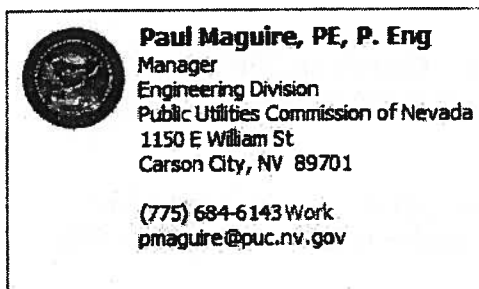 Paul Maguire, PE, P. Eng
Manager
Engineering Division
Public Utilities Commission of Nevada
1150 E William St
Carson City, NV 89701
(775) 684-6143 Work
pmaguire@puc.nv.gov